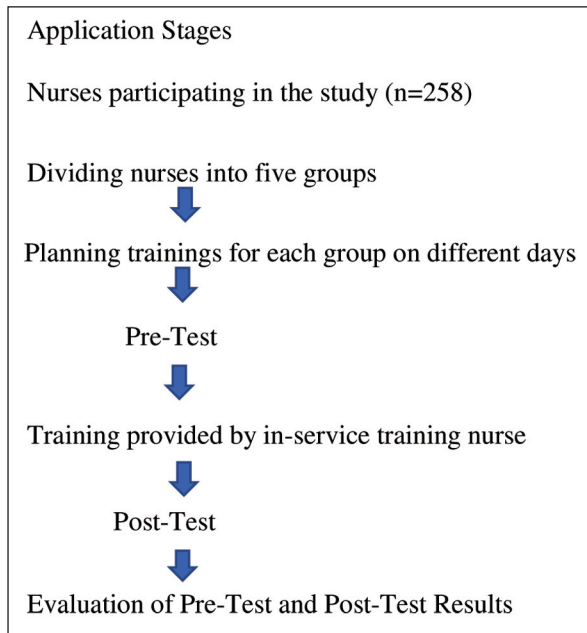 Application Stages
Nurses participating in the study (n=258)
Dividing nurses into five groups
Planning trainings for each group on different days
Pre-Test
Training provided by in-service training nurse
Post-Test
Evaluation of Pre-Test and Post-Test Results